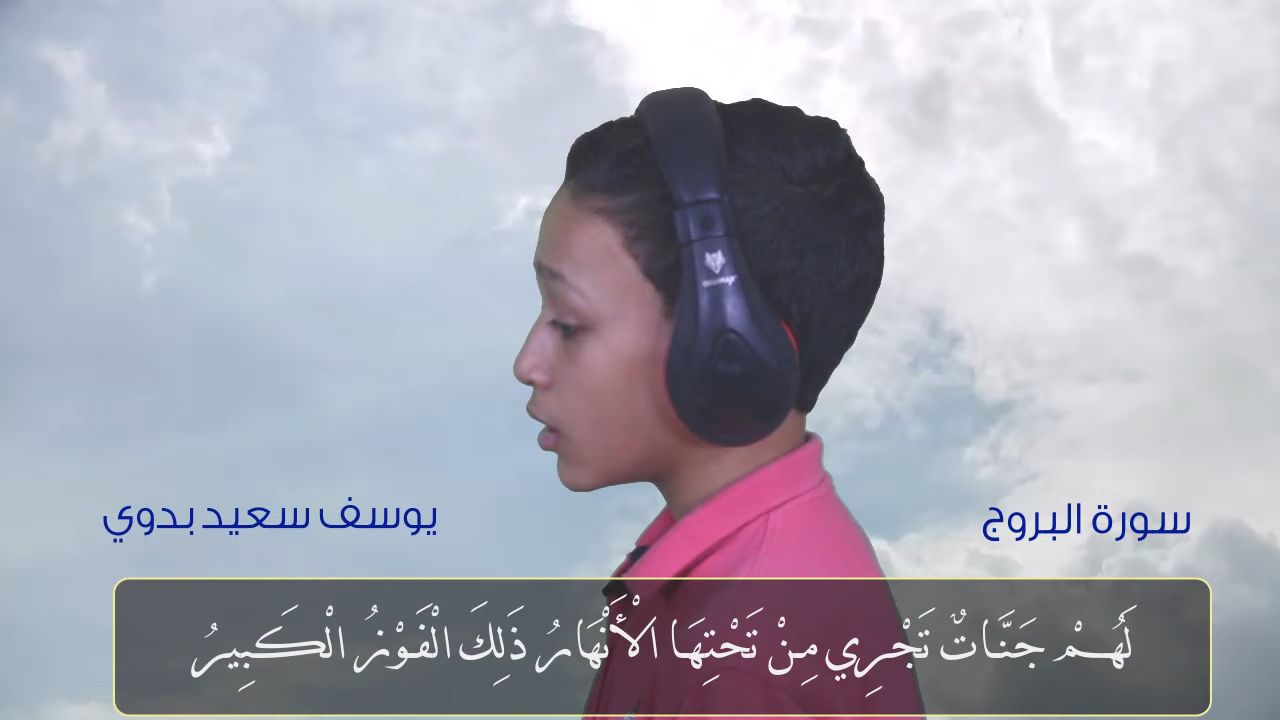 سورة البروج
يوسف سعيد بدوي
لَهُمْ جَنَّاتٌ تَجْرِي مِنْ تَحْتِهَا الْأَنْهَارُ ذَلِكَ الْفَوْزُ الْكَبِيرُ